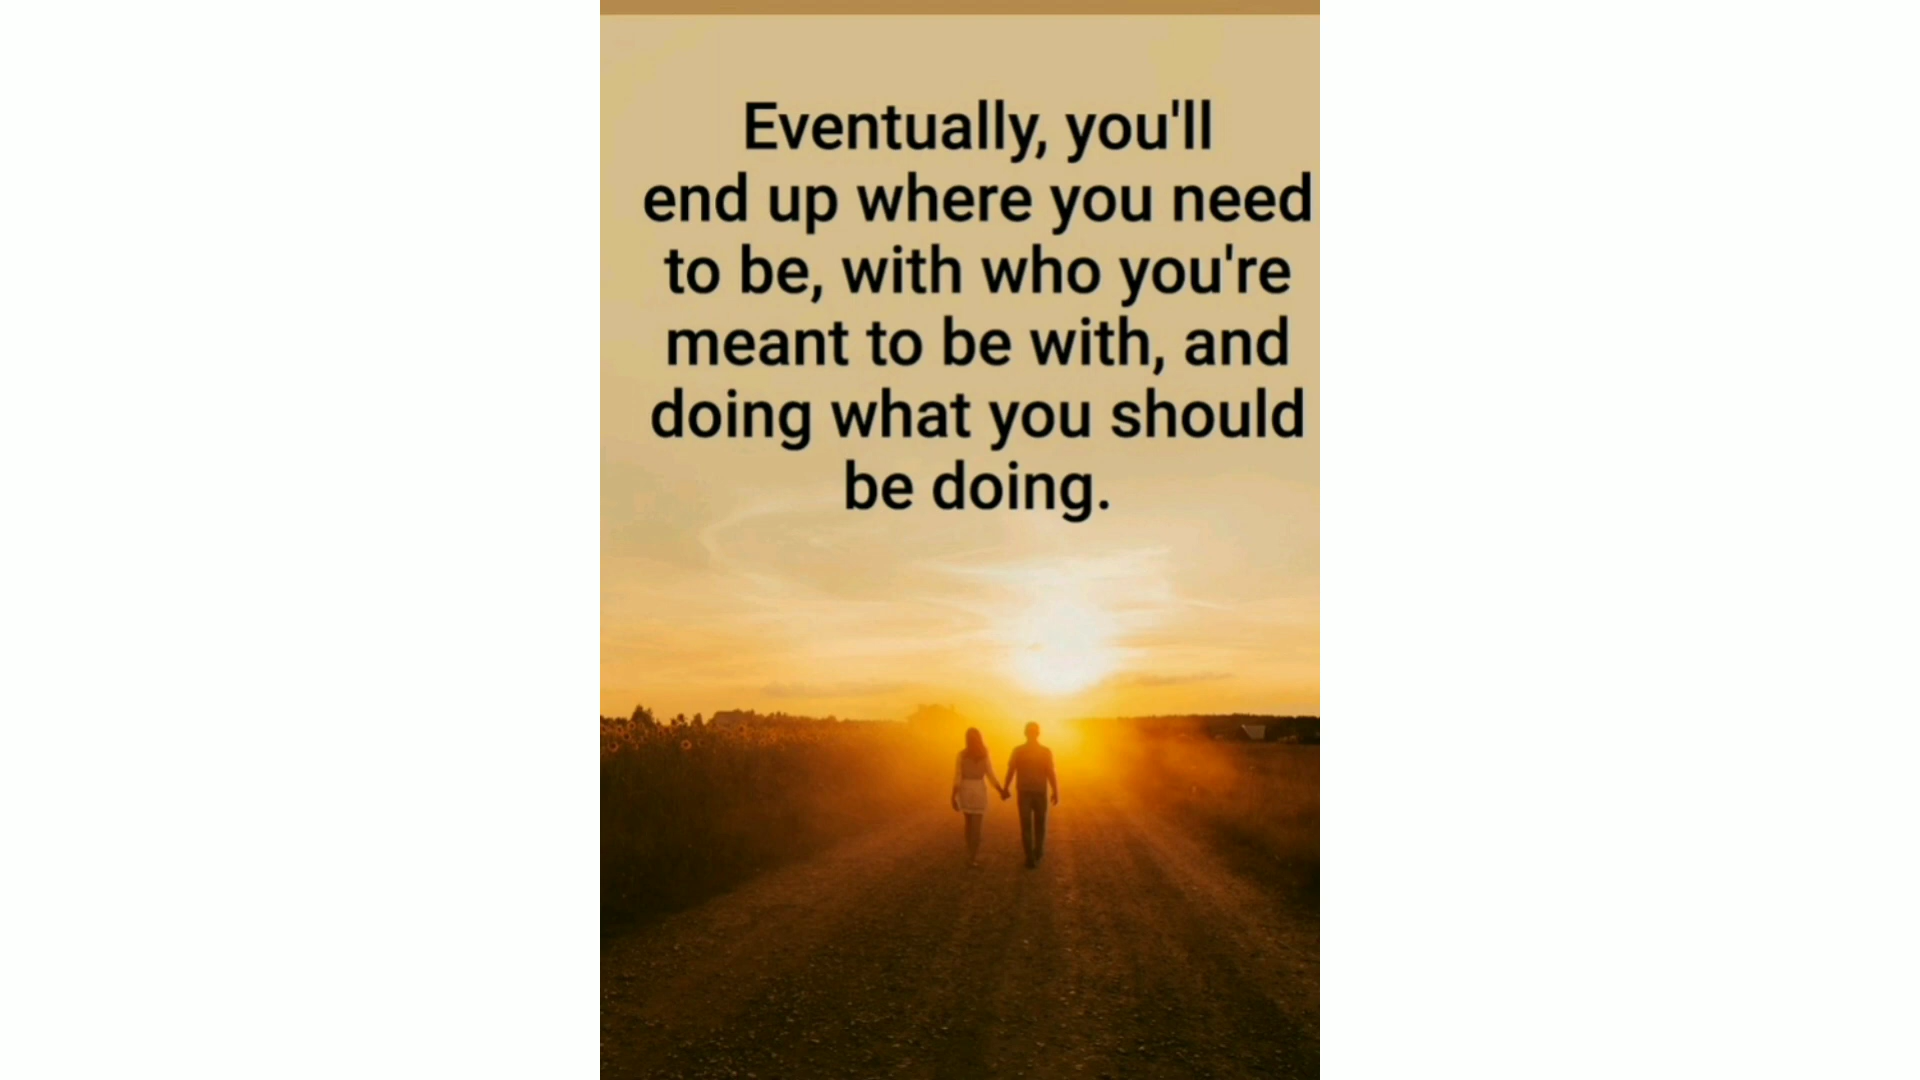 Eventually, you'll
end up where you need
to be, with who you're
meant to be with, and
doing what you should
be doing.